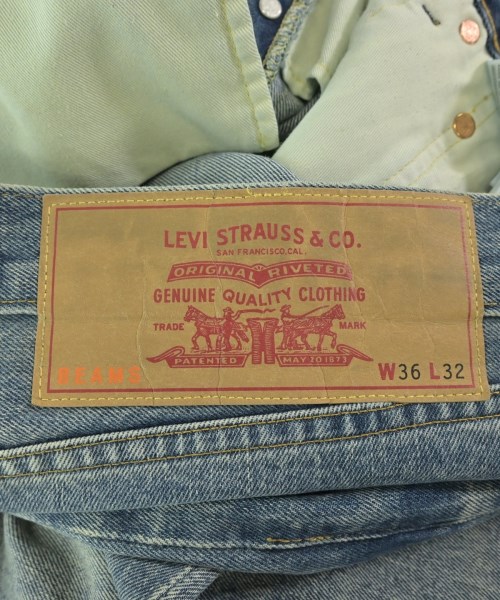 LEVI STRAUSS & CO.
SAN FRANCISCO, CAL.
ORIGINAL RIVETED
GENUINE QUALITY CLOTHING
TRADE MARK
PATENTED MAY 20 1873
BEAMS W36 L32